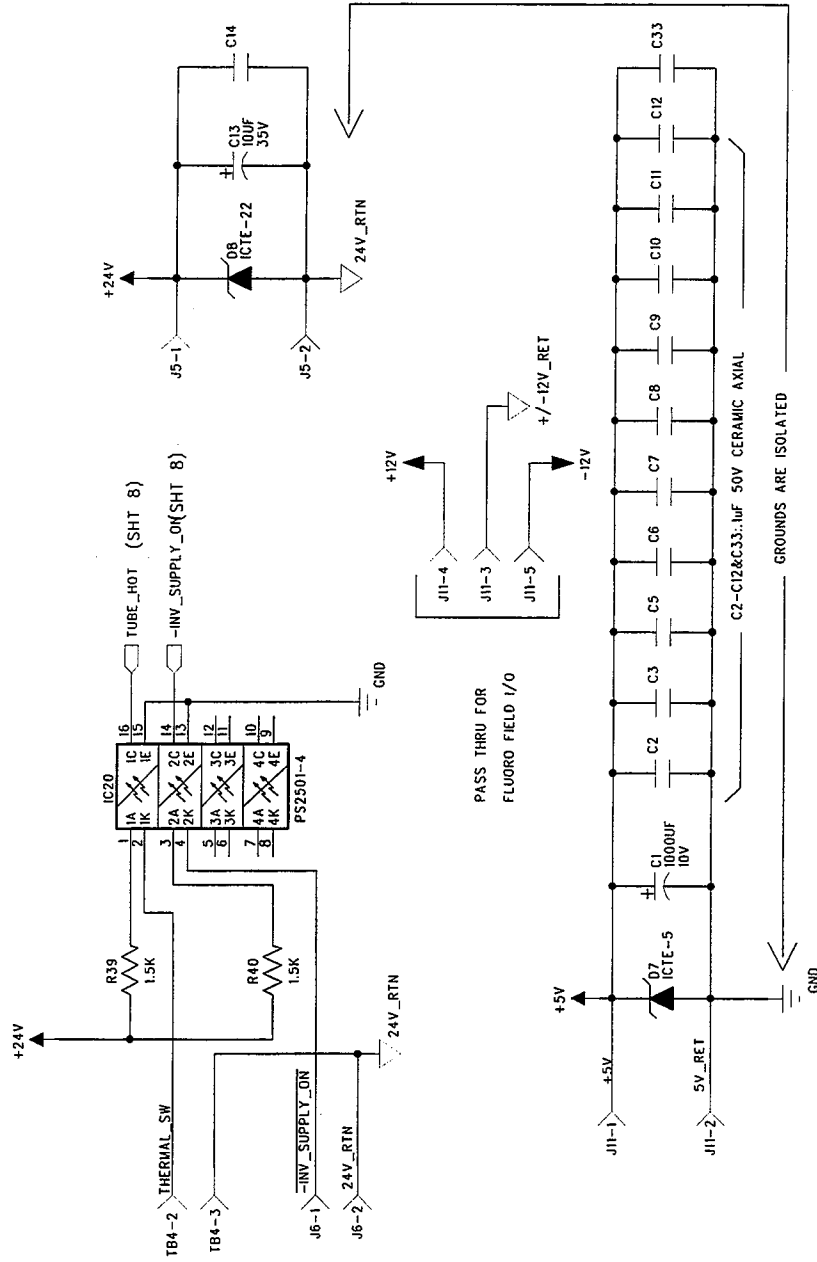 +24V
R39
1.5K
R40
1.5K
THERMAL_SW
TB4-2
TB4-3
-INV_SUPPLY_ON
J6-1
24V_RTN
J6-2
24V_RTN
IC20
1 1A 1C 16
2 1K 1E 15
3 2A 2C 14
4 2K 2E 13
5 3A 3C 12
6 3K 3E 11
7 4A 4C 10
8 4K 4E 9
PS2501-4
TUBE_HOT (SHT 8)
-INV_SUPPLY_ON(SHT 8)
GND
+24V
J5-1
J5-2
D8
ICTE-22
24V_RTN
+
C13
10UF
35V
C14
PASS THRU FOR
FLUORO FIELD I/O
J11-4
J11-3
J11-5
+12V
+/-12V_RET
-12V
J11-1
+5V
J11-2
5V_RET
+5V
D7
ICTE-5
GND
+
C1
1000UF
10V
C2
C3
C5
C6
C7
C8
C9
C10
C11
C12
C33
C2-C12&C33:.1uF 50V CERAMIC AXIAL
GROUNDS ARE ISOLATED